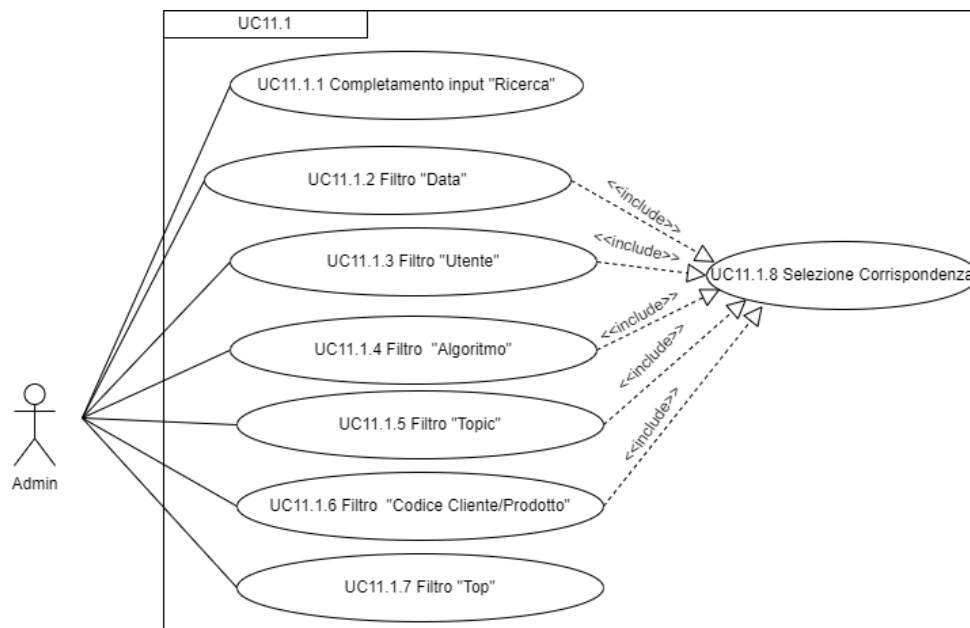 UC11.1
UC11.1.1 Completamento input "Ricerca"
UC11.1.2 Filtro "Data"
<<include>>
UC11.1.3 Filtro "Utente"
<<include>>
UC11.1.8 Selezione Corrispondenza
UC11.1.4 Filtro "Algoritmo"
<<include>>
UC11.1.5 Filtro "Topic"
<<include>>
Admin
UC11.1.6 Filtro "Codice Cliente/Prodotto"
<<include>>
UC11.1.7 Filtro "Top"